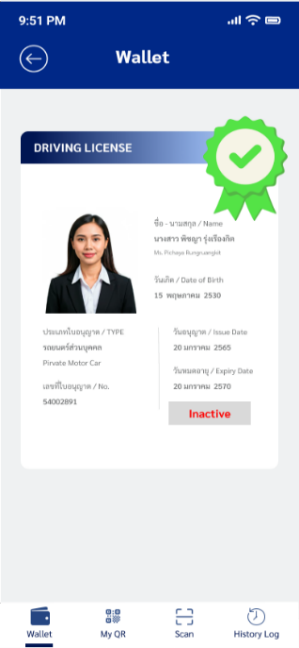 9:51 PM
Wallet
DRIVING LICENSE
ชื่อ - นามสกุล / Name
นางสาว พิชญา รุ่งเรืองกิต
Ms. Pichaya Rungruangkit
วันเกิด / Date of Birth
15 พฤษภาคม 2530
ประเภทใบอนุญาต / TYPE
รถยนตร์ส่วนบุคคล
Pirvate Motor Car
เลขที่ใบอนุญาต / No.
54002891
วันอนุญาต / Issue Date
20 มกราคม 2565
วันหมดอายุ / Expiry Date
20 มกราคม 2570
Inactive
Wallet
My QR
Scan
History Log